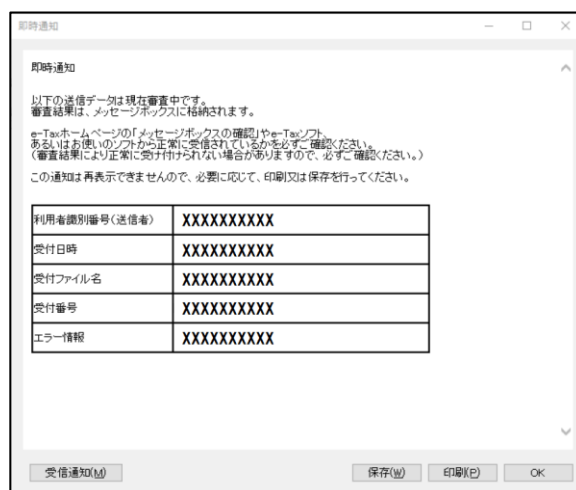 即時通知
即時通知
以下の送信データは現在審査中です。
審査結果は、メッセージボックスに格納されます。
e-Taxホームページの「メッセージボックスの確認」やe-Taxソフト、
あるいはお使いのソフトから正常に受信されているかを必ずご確認ください。
(審査結果により正常に受け付けられない場合がありますので、必ずご確認ください。)
この通知は再表示できませんので、必要に応じて、印刷又は保存を行ってください。
利用者識別番号(送信者) XXXXXXXXXX
受付日時 XXXXXXXXXX
受付ファイル名 XXXXXXXXXX
受付番号 XXXXXXXXXX
エラー情報 XXXXXXXXXX
受信通知(M) 保存(W) 印刷(P) OK